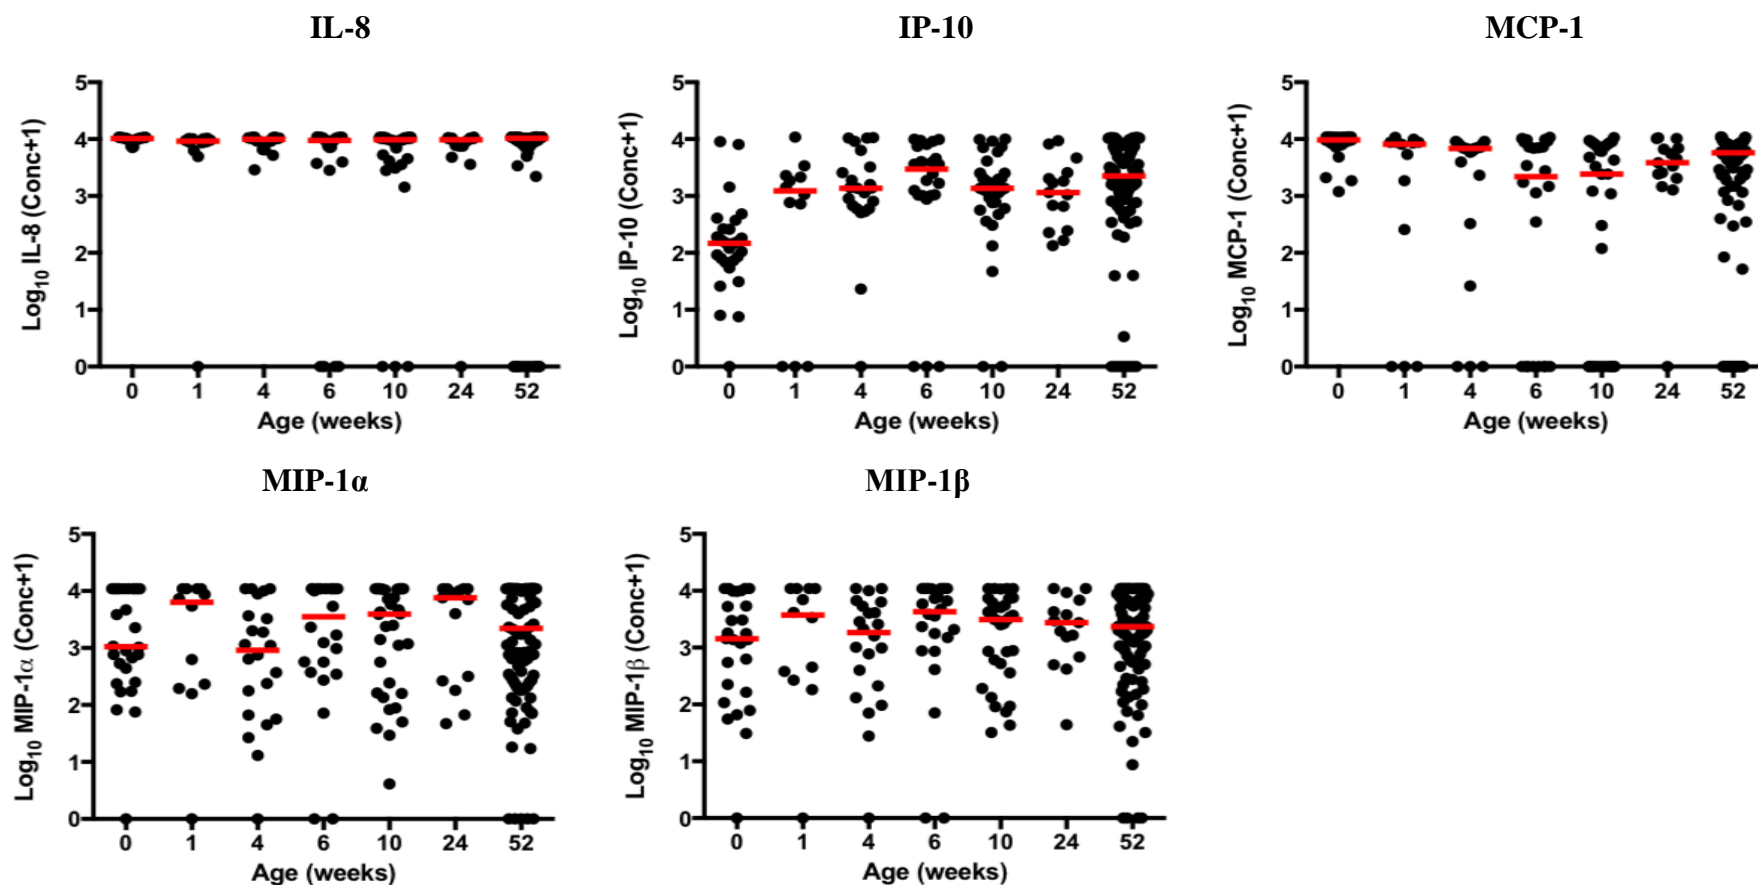 IL-8
IP-10
MCP-1
Log10 IL-8 (Conc+1)
5
4
3
2
1
0
0 1 4 6 10 24 52
Age (weeks)
Log10 IP-10 (Conc+1)
5
4
3
2
1
0
0 1 4 6 10 24 52
Age (weeks)
Log10 MCP-1 (Conc+1)
5
4
3
2
1
0
0 1 4 6 10 24 52
Age (weeks)
MIP-1α
MIP-1β
Log10 MIP-1α (Conc+1)
5
4
3
2
1
0
0 1 4 6 10 24 52
Age (weeks)
Log10 MIP-1β (Conc+1)
5
4
3
2
1
0
0 1 4 6 10 24 52
Age (weeks)